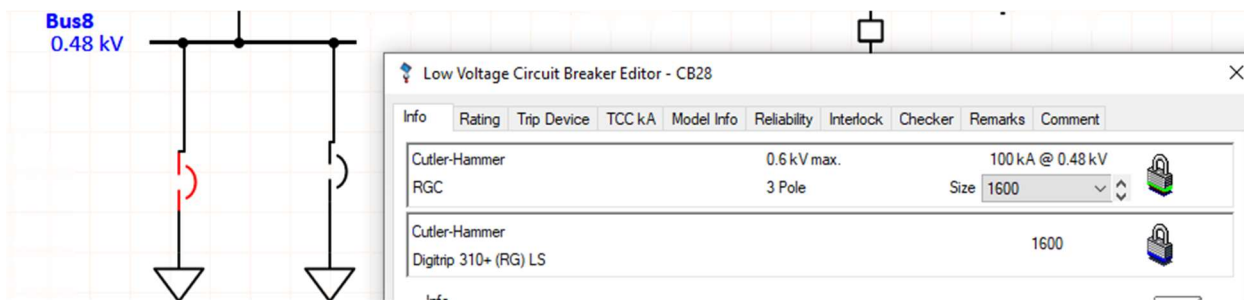 Bus8
0.48 kV
Low Voltage Circuit Breaker Editor - CB28
Info Rating Trip Device TCC kA Model Info Reliability Interlock Checker Remarks Comment
Cutler-Hammer 0.6 kV max. 100 kA @ 0.48 kV
RGC 3 Pole Size 1600
Cutler-Hammer 1600
Digitrip 310+ (RG) LS
Info